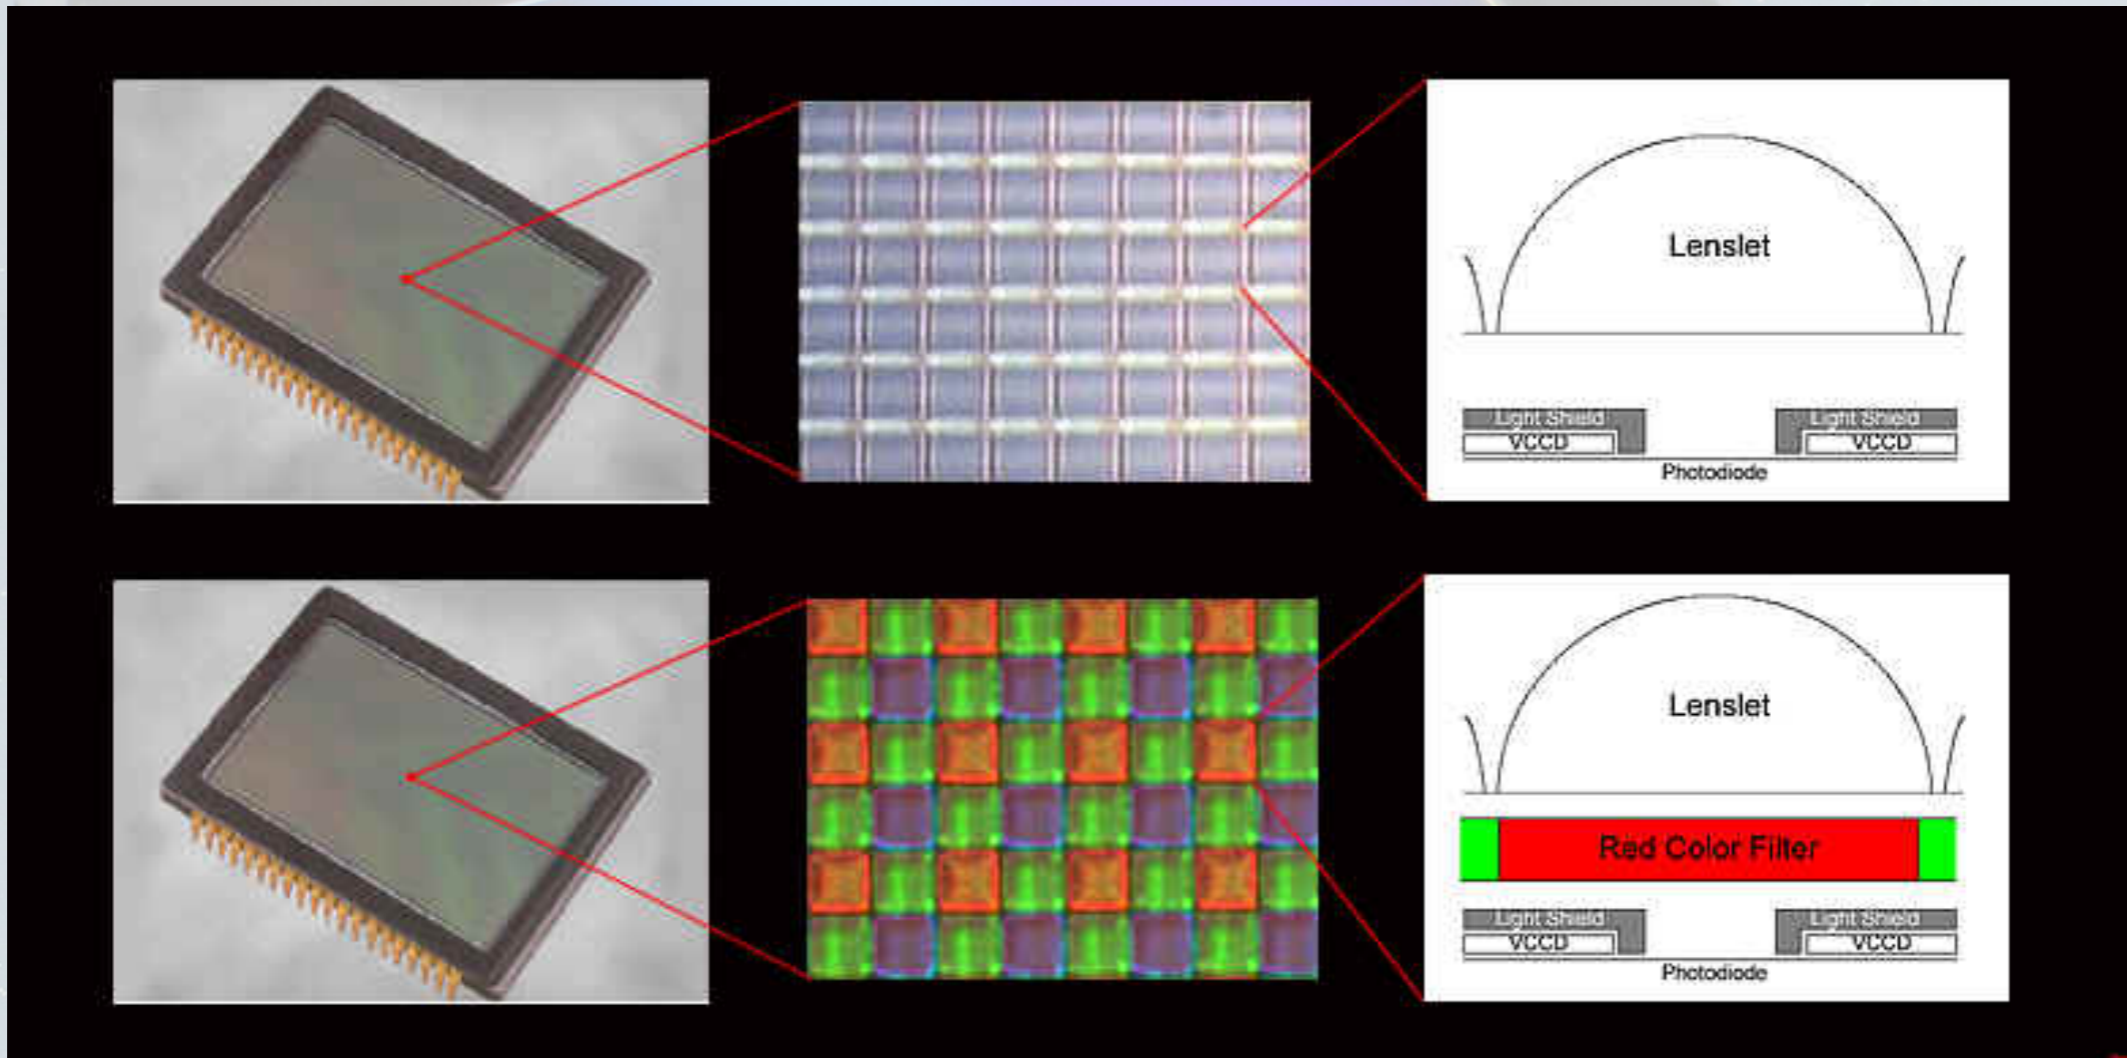 Lenslet
Light Shield
Light Shield
VCCD
VCCD
Photodiode
Lenslet
Red Color Filter
Light Shield
Light Shield
VCCD
VCCD
Photodiode